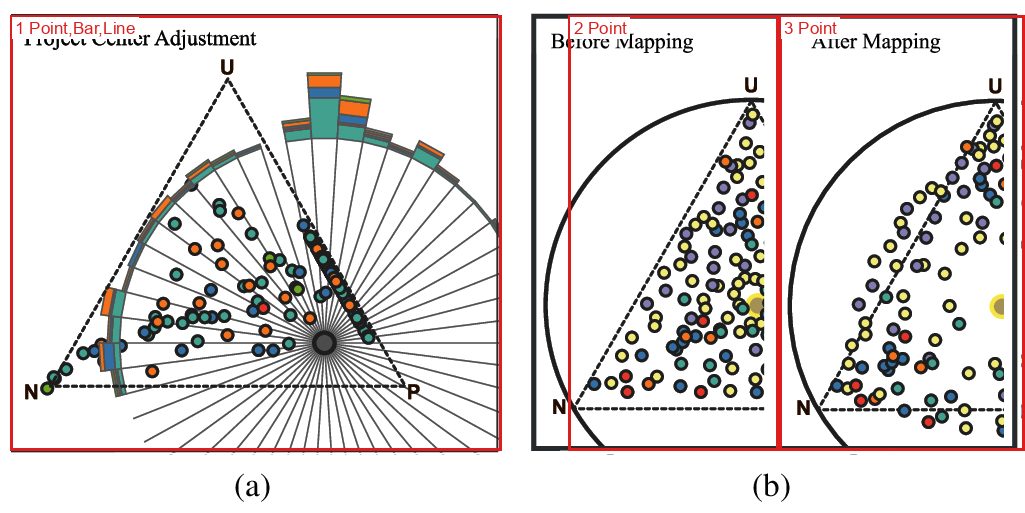 1 Point,Bar,Line
Project Center Adjustment
U
N
P
(a)
2 Point
3 Point
Before Mapping
After Mapping
U
U
N
N
(b)